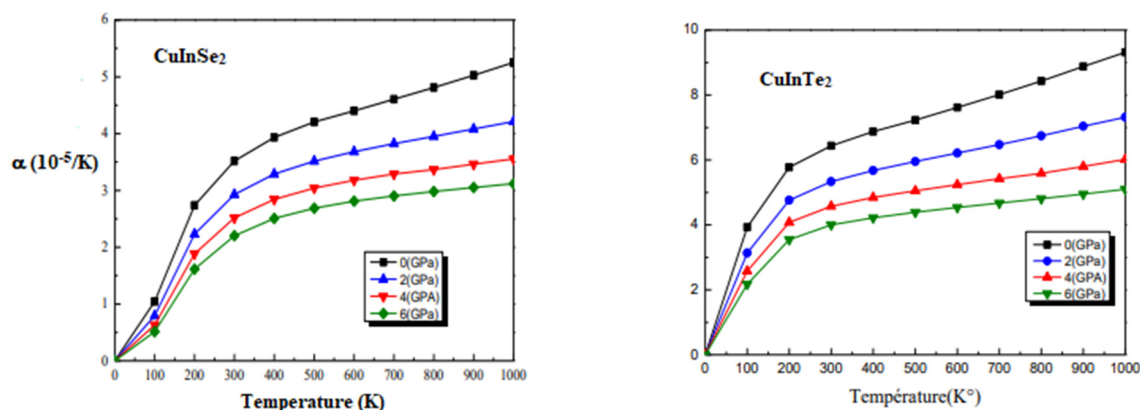 CuInSe2
α (10-5/K)
6
5
4
3
2
1
0
0 100 200 300 400 500 600 700 800 900 1000
Temperature (K)
0(GPa)
2(GPa)
4(GPA)
6(GPa)
CuInTe2
10
8
6
4
2
0
0 100 200 300 400 500 600 700 800 900 1000
Température(K°)
0(GPa)
2(GPa)
4(GPa)
6(GPa)